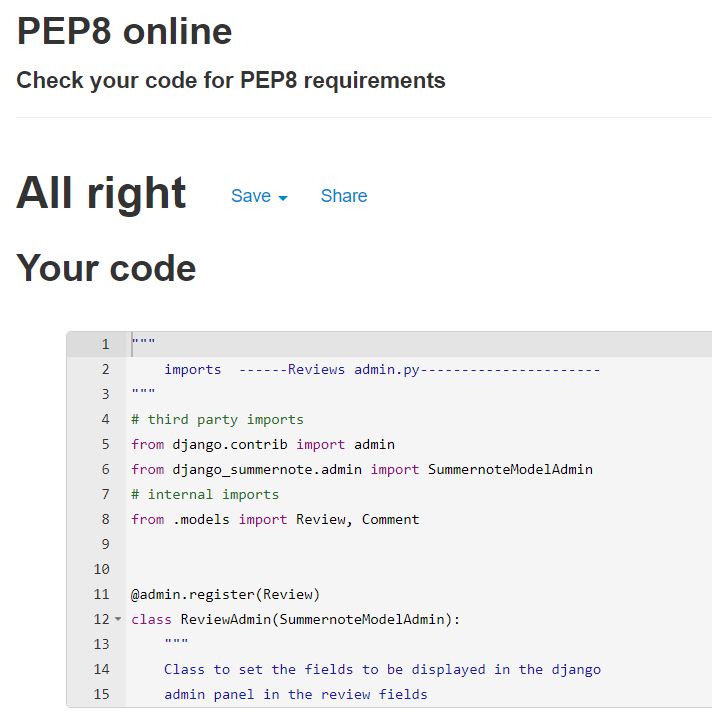 PEP8 online
Check your code for PEP8 requirements
All right Save Share
Your code
1 """
2     imports  ------Reviews admin.py----------------------
3 """
4 # third party imports
5 from django.contrib import admin
6 from django_summernote.admin import SummernoteModelAdmin
7 # internal imports
8 from .models import Review, Comment
9
10
11 @admin.register(Review)
12 class ReviewAdmin(SummernoteModelAdmin):
13     """
14     Class to set the fields to be displayed in the django
15     admin panel in the review fields